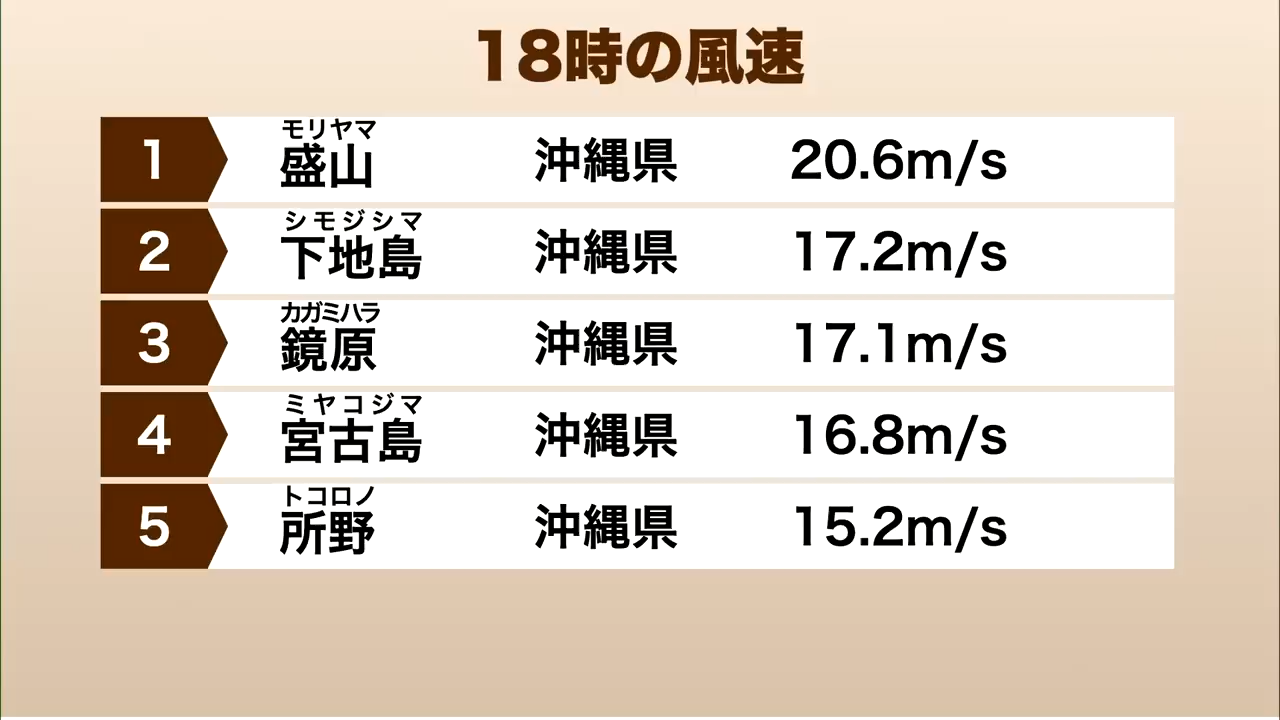 18時の風速
モリヤマ
1 盛山 沖縄県 20.6m/s
シモジシマ
2 下地島 沖縄県 17.2m/s
カガミハラ
3 鏡原 沖縄県 17.1m/s
ミヤコジマ
4 宮古島 沖縄県 16.8m/s
トコロノ
5 所野 沖縄県 15.2m/s